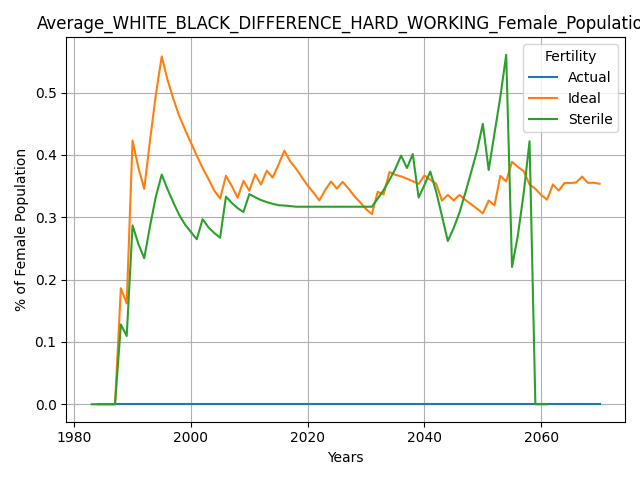 Average_WHITE_BLACK_DIFFERENCE_HARD_WORKING_Female_Populatio
Fertility
Actual
Ideal
Sterile
% of Female Population
0.5
0.4
0.3
0.2
0.1
0.0
1980 2000 2020 2040 2060
Years